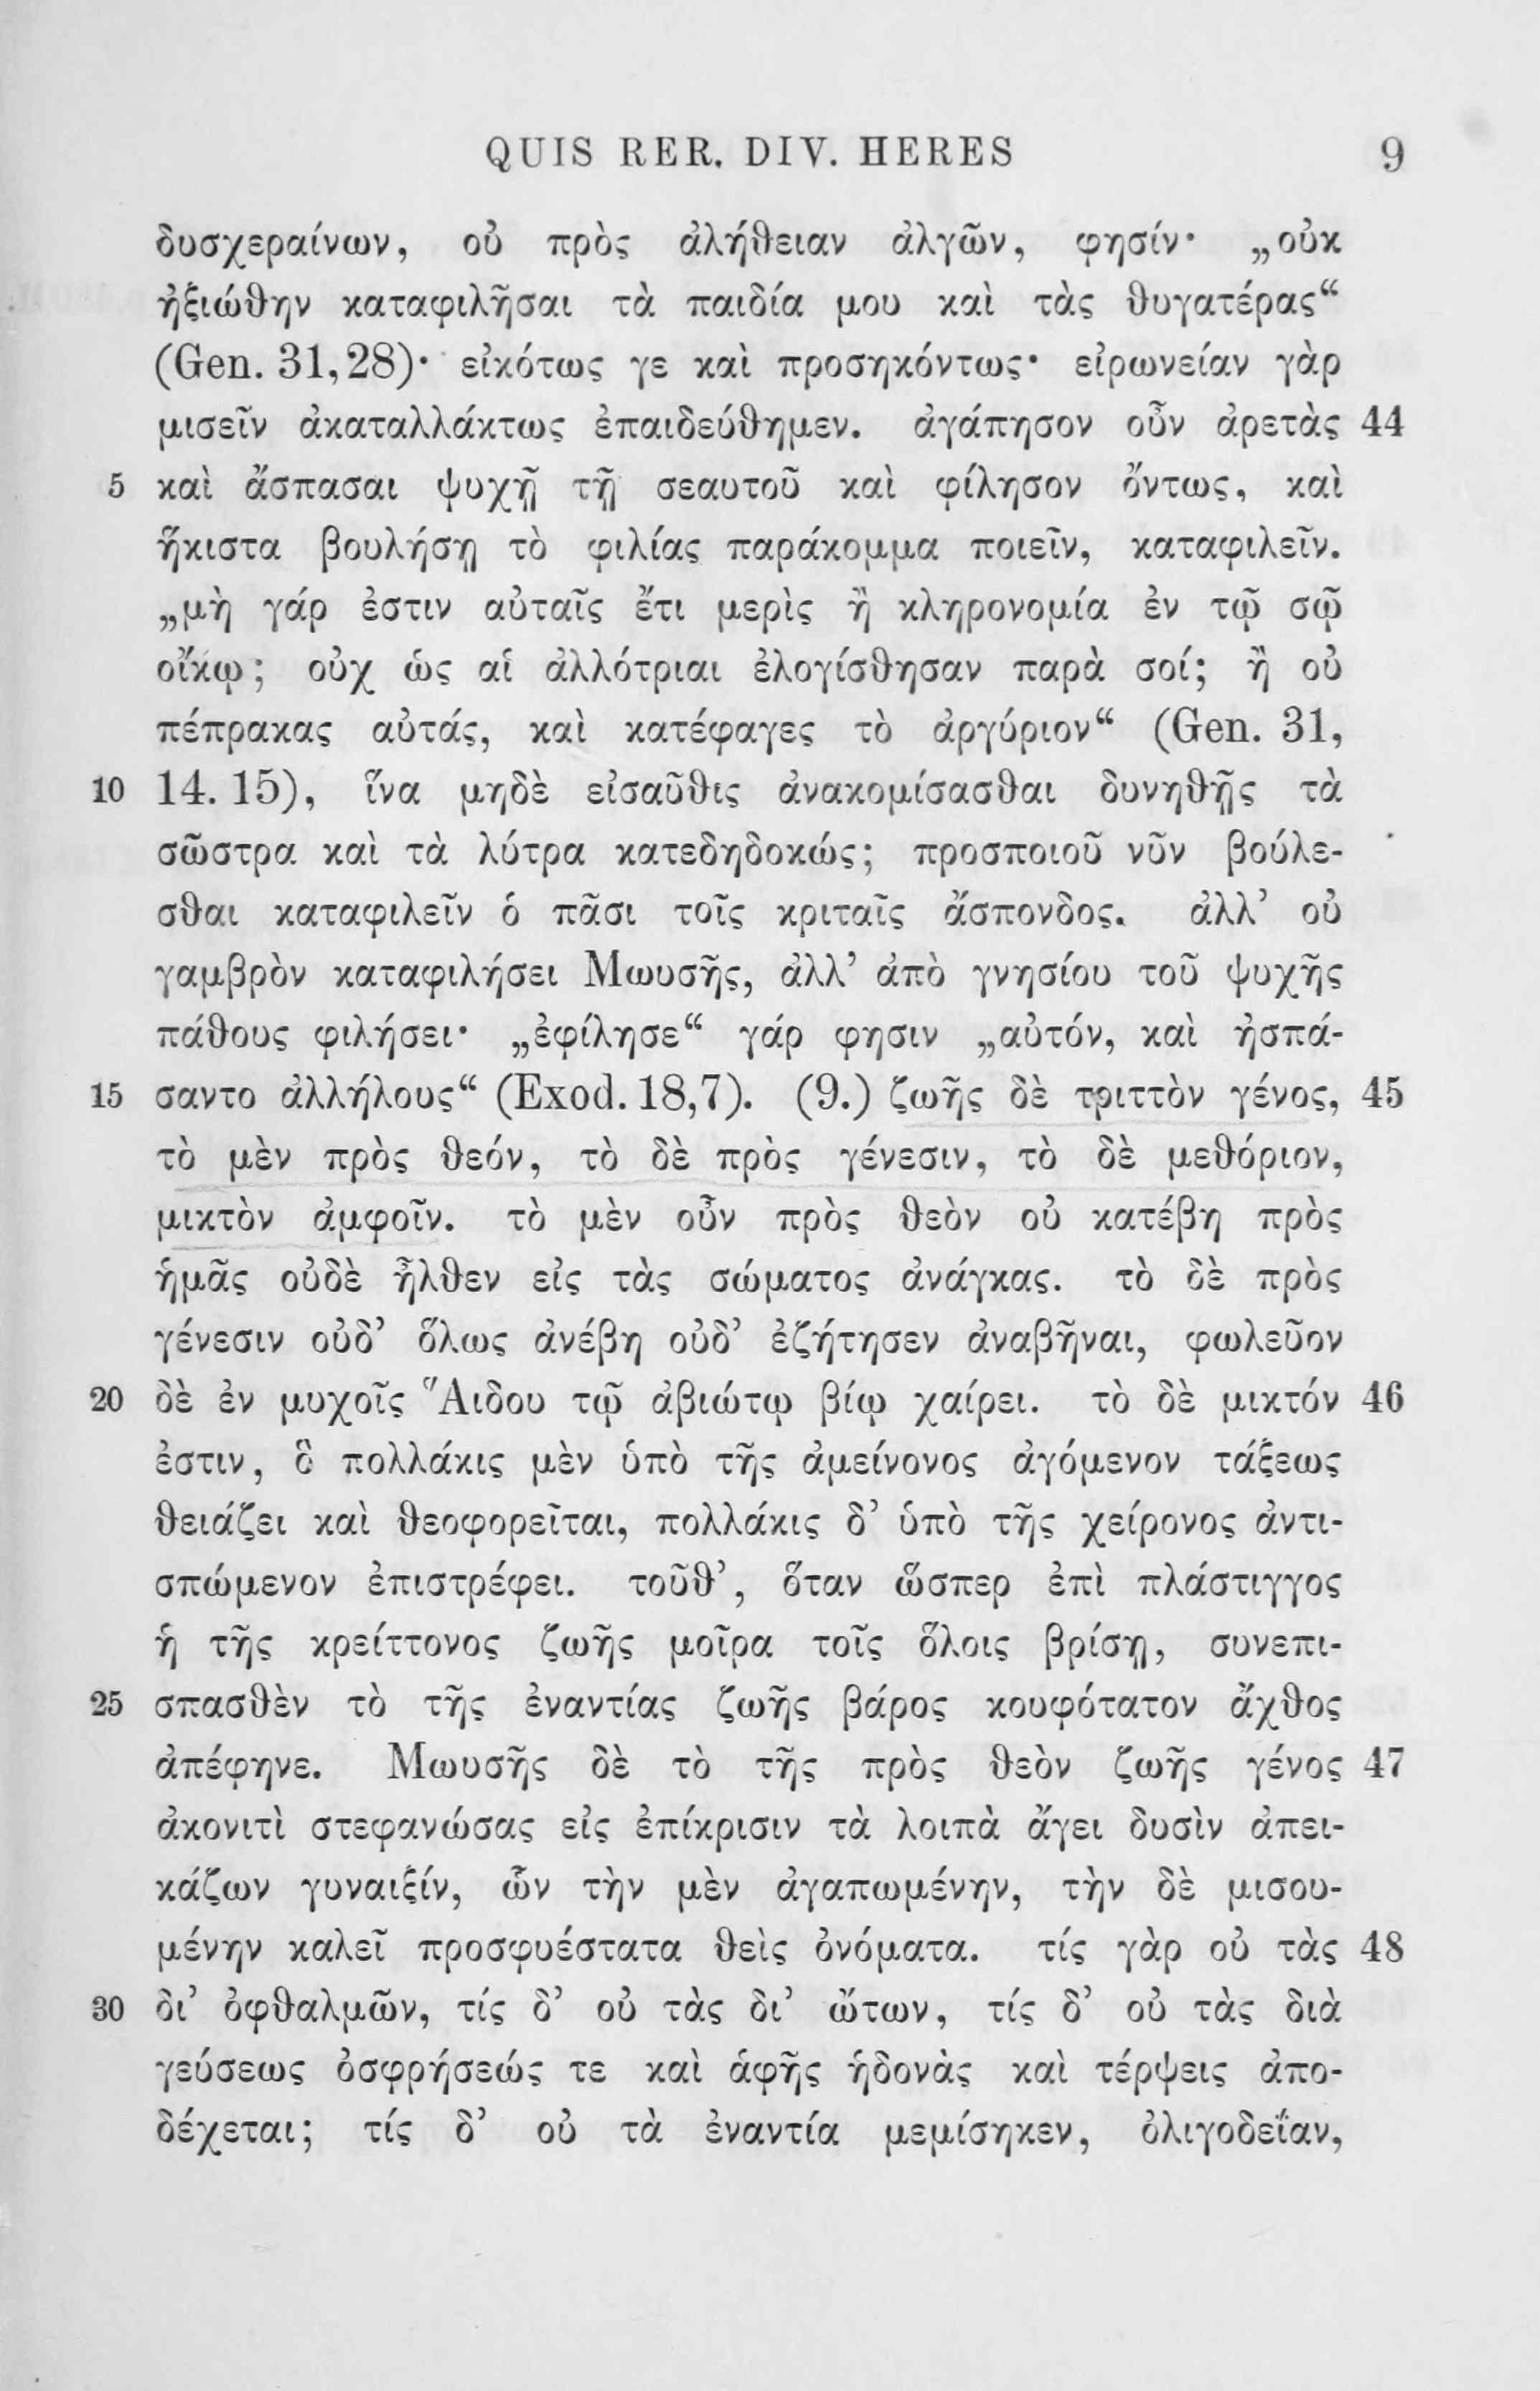 QUIS RER. DIV. HERES 9
δυσχεραίνων, οὐ πρὸς ἀλήθειαν ἀλγῶν, φησίν· „οὐκ
ἠξιώθην καταφιλῆσαι τὰ παιδία μου καὶ τὰς θυγατέρας“
(Gen. 31,28)· εἰκότως γε καὶ προσηκόντως· εἰρωνείαν γὰρ
μισεῖν ἀκαταλλάκτως ἐπαιδεύθημεν. ἀγάπησον οὖν ἀρετὰς 44
5 καὶ ἄσπασαι ψυχῇ τῇ σεαυτοῦ καὶ φίλησον ὄντως, καὶ
ἥκιστα βουλήσῃ τὸ φιλίας παράκομμα ποιεῖν, καταφιλεῖν.
„μὴ γάρ ἐστιν αὐταῖς ἔτι μερὶς ἢ κληρονομία ἐν τῷ σῷ
οἴκῳ; οὐχ ὡς αἱ ἀλλότριαι ἐλογίσθησαν παρὰ σοί; ἢ οὐ
πέπρακας αὐτάς, καὶ κατέφαγες τὸ ἀργύριον“ (Gen. 31,
10 14. 15), ἵνα μηδὲ εἰσαῦθις ἀνακομίσασθαι δυνηθῇς τὰ
σῶστρα καὶ τὰ λύτρα κατεδηδοκώς; προσποιοῦ νῦν βούλε-
σθαι καταφιλεῖν ὁ πᾶσι τοῖς κριταῖς ἄσπονδος. ἀλλ’ οὐ
γαμβρὸν καταφιλήσει Μωυσῆς, ἀλλ’ ἀπὸ γνησίου τοῦ ψυχῆς
πάθους φιλήσει· „ἐφίλησε“ γάρ φησιν „αὐτόν, καὶ ἠσπά-
15 σαντο ἀλλήλους“ (Exod. 18,7). (9.) ζωῆς δὲ τριττὸν γένος, 45
τὸ μὲν πρὸς θεόν, τὸ δὲ πρὸς γένεσιν, τὸ δὲ μεθόριον,
μικτὸν ἀμφοῖν. τὸ μὲν οὖν πρὸς θεὸν οὐ κατέβη πρὸς
ἡμᾶς οὐδὲ ἦλθεν εἰς τὰς σώματος ἀνάγκας. τὸ δὲ πρὸς
γένεσιν οὐδ’ ὅλως ἀνέβη οὐδ’ ἐζήτησεν ἀναβῆναι, φωλεῦον
20 δὲ ἐν μυχοῖς Ἅιδου τῷ ἀβιώτῳ βίῳ χαίρει. τὸ δὲ μικτόν 46
ἐστιν, ὃ πολλάκις μὲν ὑπὸ τῆς ἀμείνονος ἀγόμενον τάξεως
θειάζει καὶ θεοφορεῖται, πολλάκις δ’ ὑπὸ τῆς χείρονος ἀντι-
σπώμενον ἐπιστρέφει. τοῦθ’, ὅταν ὥσπερ ἐπὶ πλάστιγγος
ἡ τῆς κρείττονος ζωῆς μοῖρα τοῖς ὅλοις βρίσῃ, συνεπι-
25 σπασθὲν τὸ τῆς ἐναντίας ζωῆς βάρος κουφότατον ἄχθος
ἀπέφηνε. Μωυσῆς δὲ τὸ τῆς πρὸς θεὸν ζωῆς γένος 47
ἀκονιτὶ στεφανώσας εἰς ἐπίκρισιν τὰ λοιπὰ ἄγει δυσὶν ἀπει-
κάζων γυναιξίν, ὧν τὴν μὲν ἀγαπωμένην, τὴν δὲ μισου-
μένην καλεῖ προσφυέστατα θεὶς ὀνόματα. τίς γὰρ οὐ τὰς 48
30 δι’ ὀφθαλμῶν, τίς δ’ οὐ τὰς δι’ ὤτων, τίς δ’ οὐ τὰς διὰ
γεύσεως ὀσφρήσεώς τε καὶ ἁφῆς ἡδονὰς καὶ τέρψεις ἀπο-
δέχεται; τίς δ’ οὐ τὰ ἐναντία μεμίσηκεν, ὀλιγοδεΐαν,